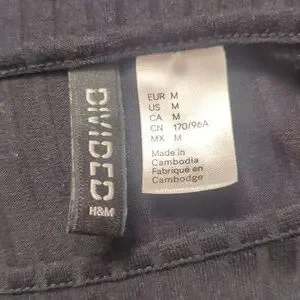 DIVIDED
H&M
EUR M
US M
CA M
CN 170/96A
MX M
Made in
Cambodia
Fabriqué en
Cambodge